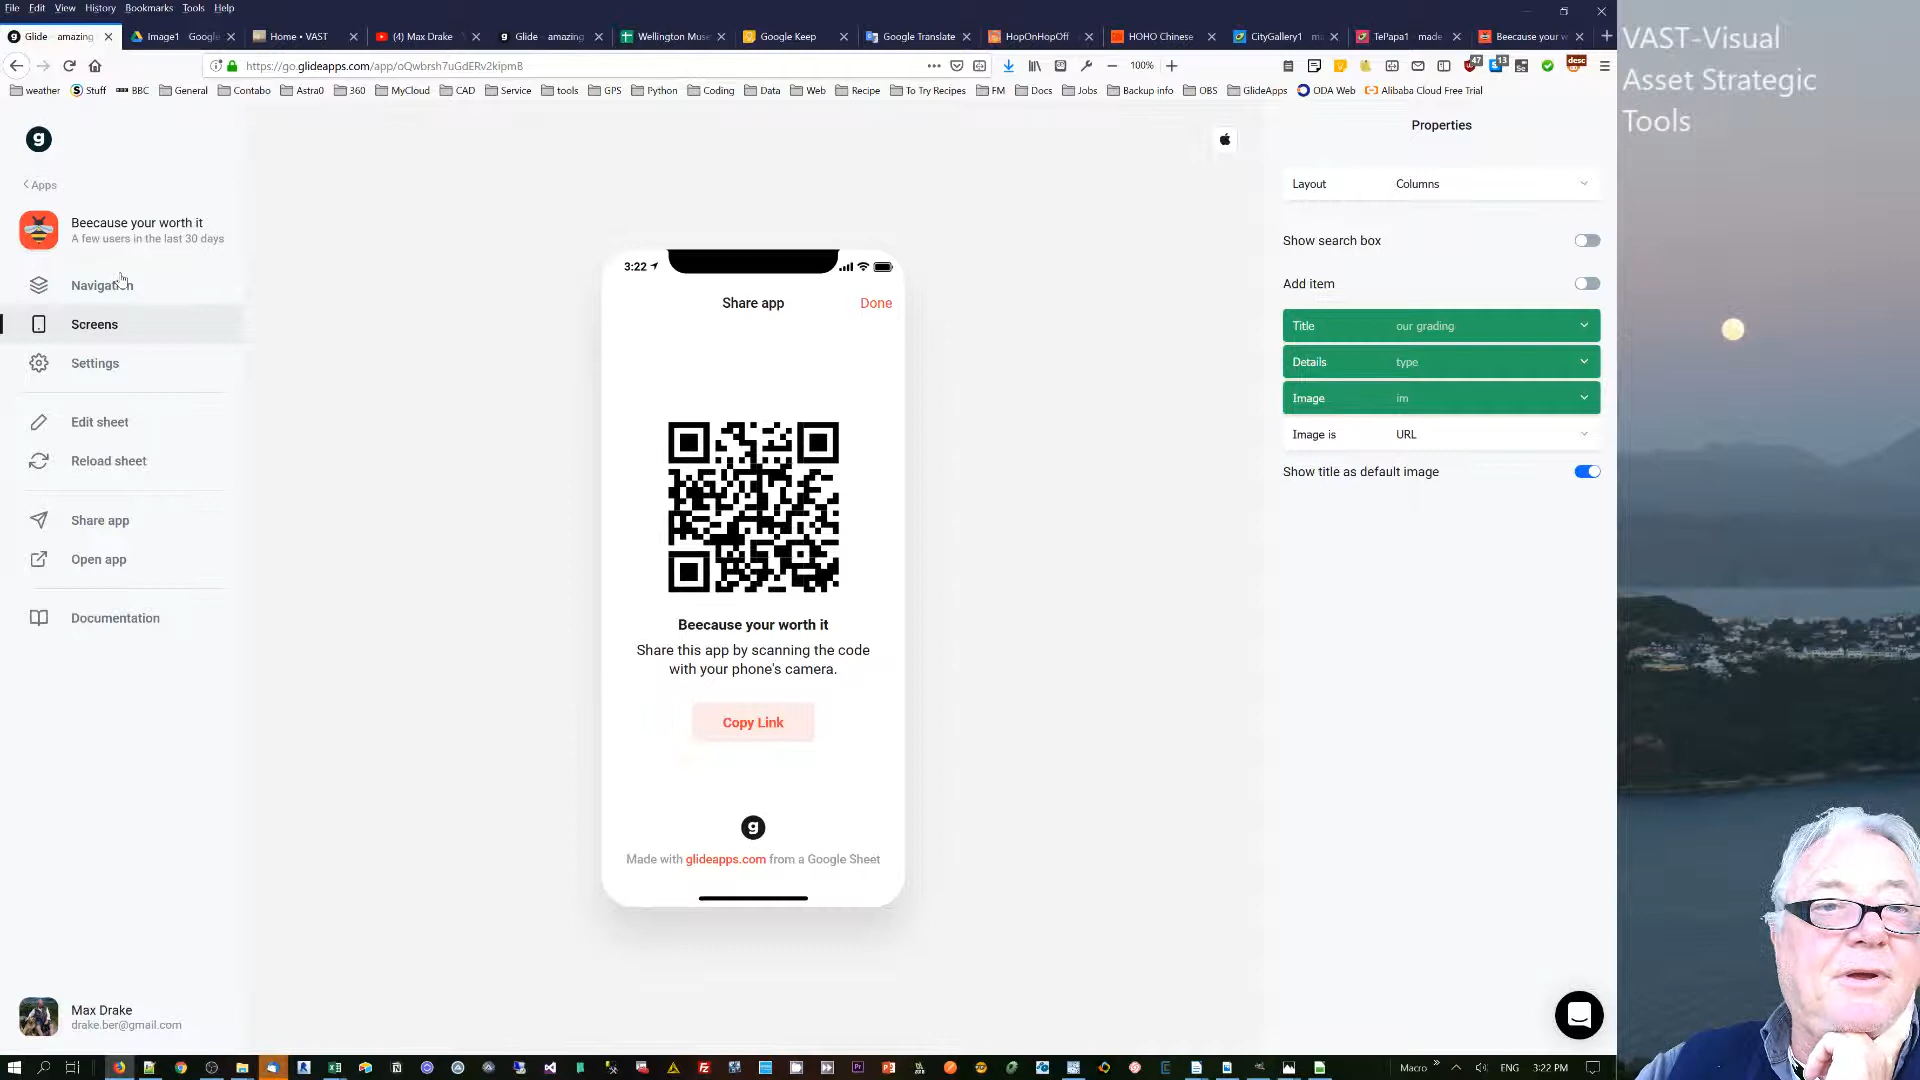 File Edit View History Bookmarks Tools Help
Glide - amazing Image1 - Google Home • VAST (4) Max Drake Glide - amazing Wellington Mus Google Keep Google Translate HopOnHopOff HOHO Chinese CityGallery1 TePapa1 - made Beecause your w
https://go.glideapps.com/app/oQwbrsh7uGdERv2kipmB 100% 47 13 desc
weather Stuff BBC General Contabo Astra0 360 MyCloud CAD Service tools GPS Python Coding Data Web Recipe To Try Recipes FM Docs Jobs Backup info OBS GlideApps ODA Web Alibaba Cloud Free Trial
VAST-Visual
Asset Strategic
Tools
g
Apps
Beecause your worth it
A few users in the last 30 days
Navigation
Screens
Settings
Edit sheet
Reload sheet
Share app
Open app
Documentation
Max Drake
drake.ber@gmail.com
3:22
Share app Done
Beecause your worth it
Share this app by scanning the code
with your phone's camera.
Copy Link
g
Made with glideapps.com from a Google Sheet
Properties
Layout Columns
Show search box
Add item
Title our grading
Details type
Image im
Image is URL
Show title as default image
Macro ENG 3:22 PM